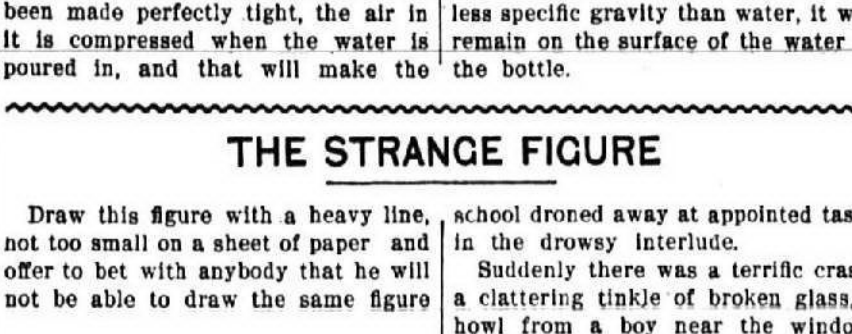 been made perfectly tight, the air in
it is compressed when the water is
poured in, and that will make the
less specific gravity than water, it
remain on the surface of the water
the bottle.
THE STRANGE FIGURE
Draw this figure with a heavy line,
not too small on a sheet of paper and
offer to bet with anybody that he will
not be able to draw the same figure
school droned away at appointed
in the drowsy interlude.
Suddenly there was a terrific
a clattering tinkle of broken glass,
howl from a boy near the